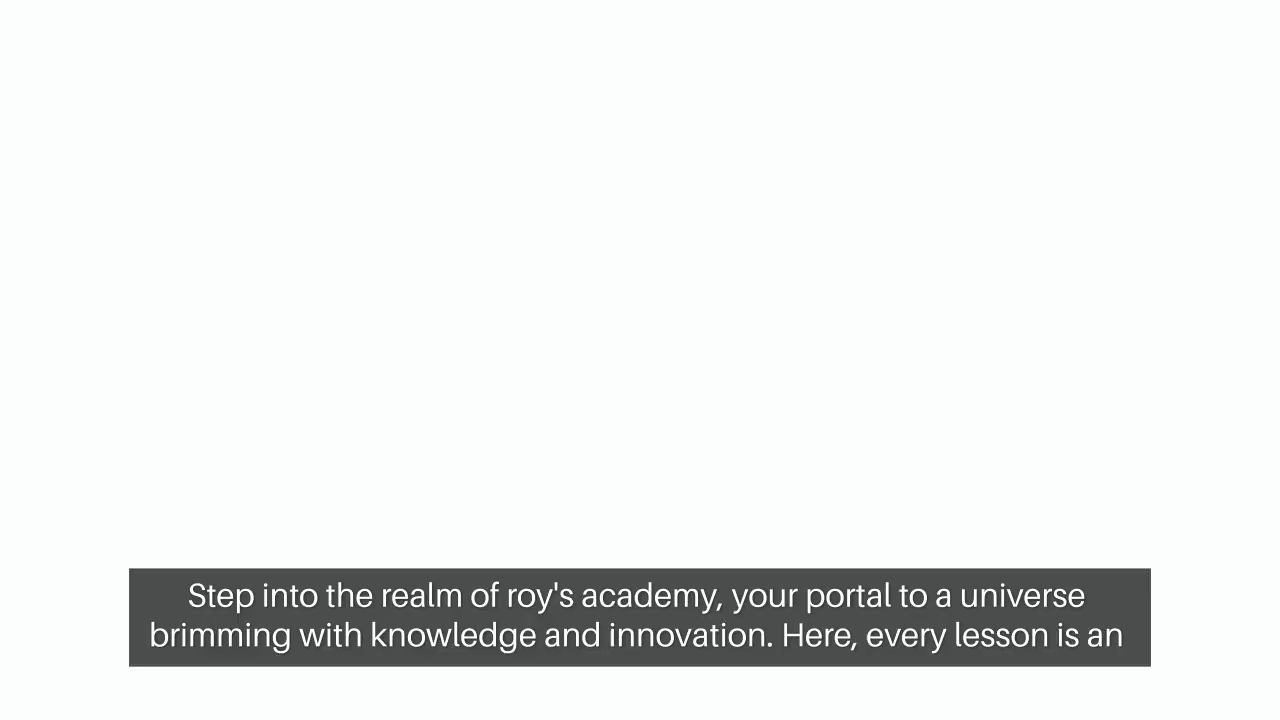 Step into the realm of roy's academy, your portal to a universe
brimming with knowledge and innovation. Here, every lesson is an